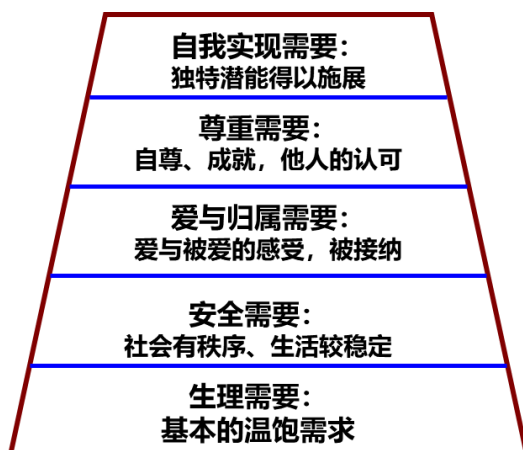 自我实现需要：
独特潜能得以施展
尊重需要：
自尊、成就，他人的认可
爱与归属需要：
爱与被爱的感受，被接纳
安全需要：
社会有秩序、生活较稳定
生理需要：
基本的温饱需求